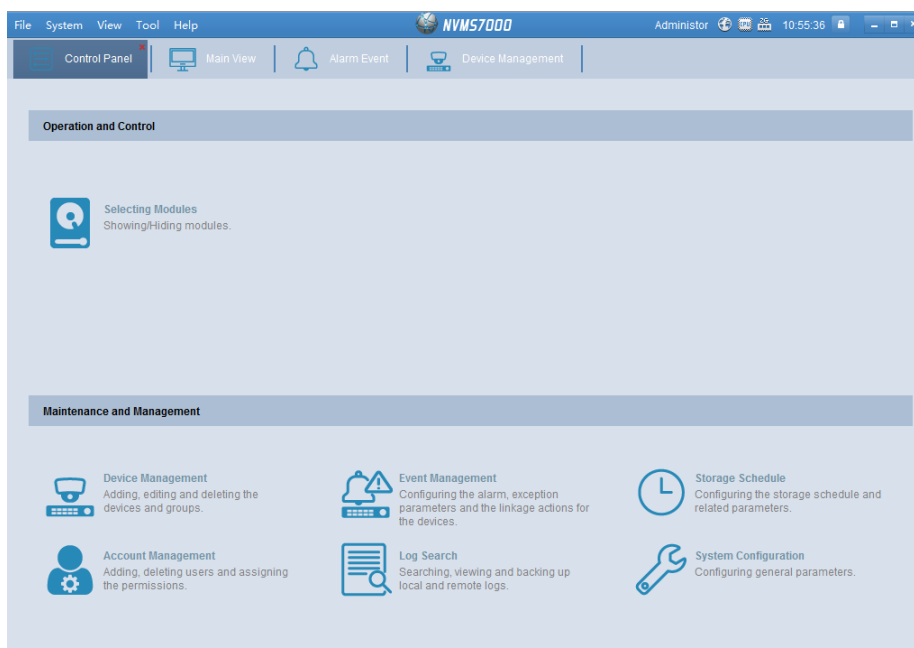 File System View Tool Help NVMS7000 Administor 10:55:36
Control Panel Main View Alarm Event Device Management
Operation and Control
Selecting Modules
Showing/Hiding modules.
Maintenance and Management
Device Management
Adding, editing and deleting the
devices and groups.
Event Management
Configuring the alarm, exception
parameters and the linkage actions for
the devices.
Storage Schedule
Configuring the storage schedule and
related parameters.
Account Management
Adding, deleting users and assigning
the permissions.
Log Search
Searching, viewing and backing up
local and remote logs.
System Configuration
Configuring general parameters.